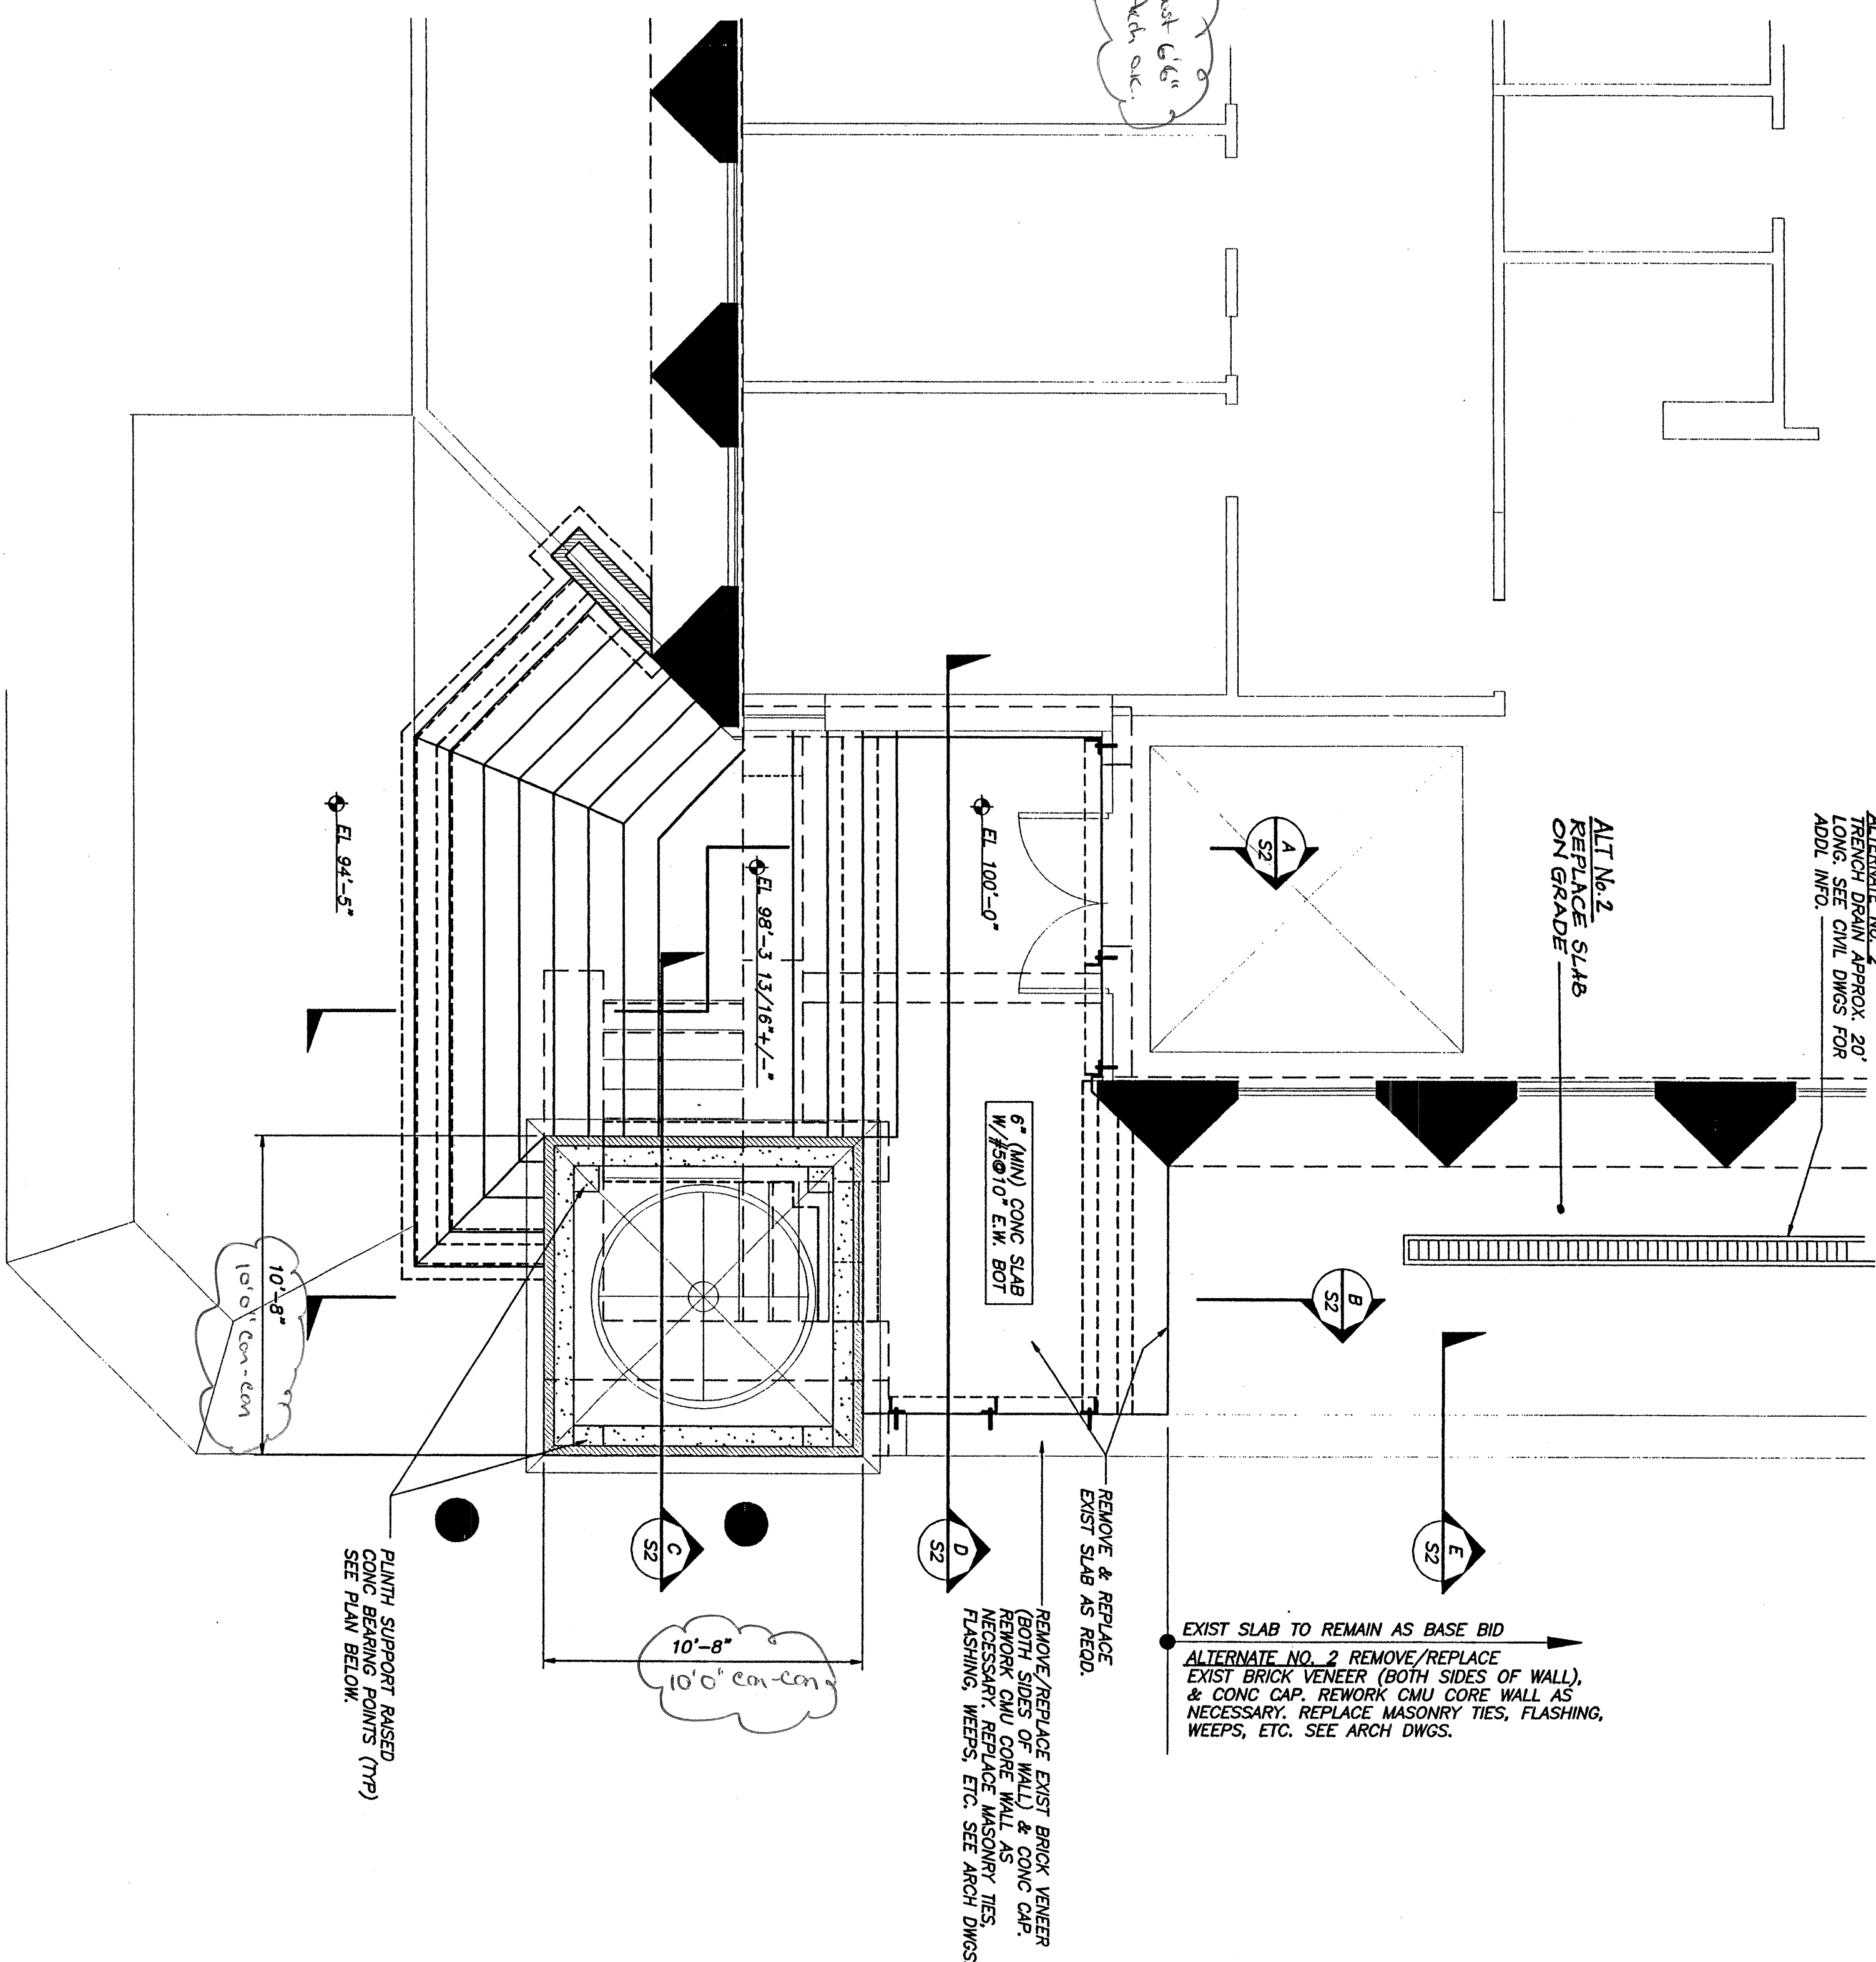 6'6"
Arch o.k.
ALTERNATE NO. 2
TRENCH DRAIN APPROX. 20'
LONG. SEE CIVIL DWGS FOR
ADDL INFO.
ALT No.2
REPLACE SLAB
ON GRADE
A
S2
EL 100'-0"
EL 98'-3 13/16"+/-"
EL 94'-5"
6" (MIN) CONC SLAB
W/#5@10" E.W. BOT
B
S2
10'-8"
10'0" con-con
E
S2
D
S2
C
S2
REMOVE & REPLACE
EXIST SLAB AS REQD.
REMOVE/REPLACE EXIST BRICK VENEER
(BOTH SIDES OF WALL) & CONC CAP.
REWORK CMU CORE WALL AS
NECESSARY. REPLACE MASONRY TIES,
FLASHING, WEEPS, ETC. SEE ARCH DWGS
PLINTH SUPPORT RAISED
CONC BEARING POINTS (TYP)
SEE PLAN BELOW.
10'-8"
10'0" con-con
EXIST SLAB TO REMAIN AS BASE BID
ALTERNATE NO. 2 REMOVE/REPLACE
EXIST BRICK VENEER (BOTH SIDES OF WALL),
& CONC CAP. REWORK CMU CORE WALL AS
NECESSARY. REPLACE MASONRY TIES, FLASHING,
WEEPS, ETC. SEE ARCH DWGS.